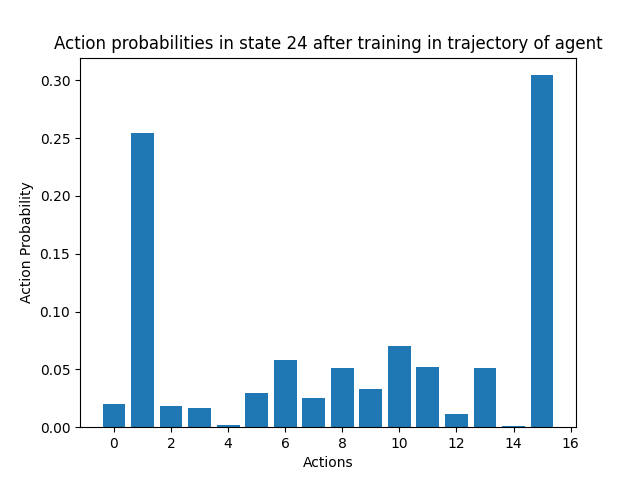 Action probabilities in state 24 after training in trajectory of agent
0.30
0.25
0.20
0.15
0.10
0.05
0.00
Action Probability
0 2 4 6 8 10 12 14 16
Actions